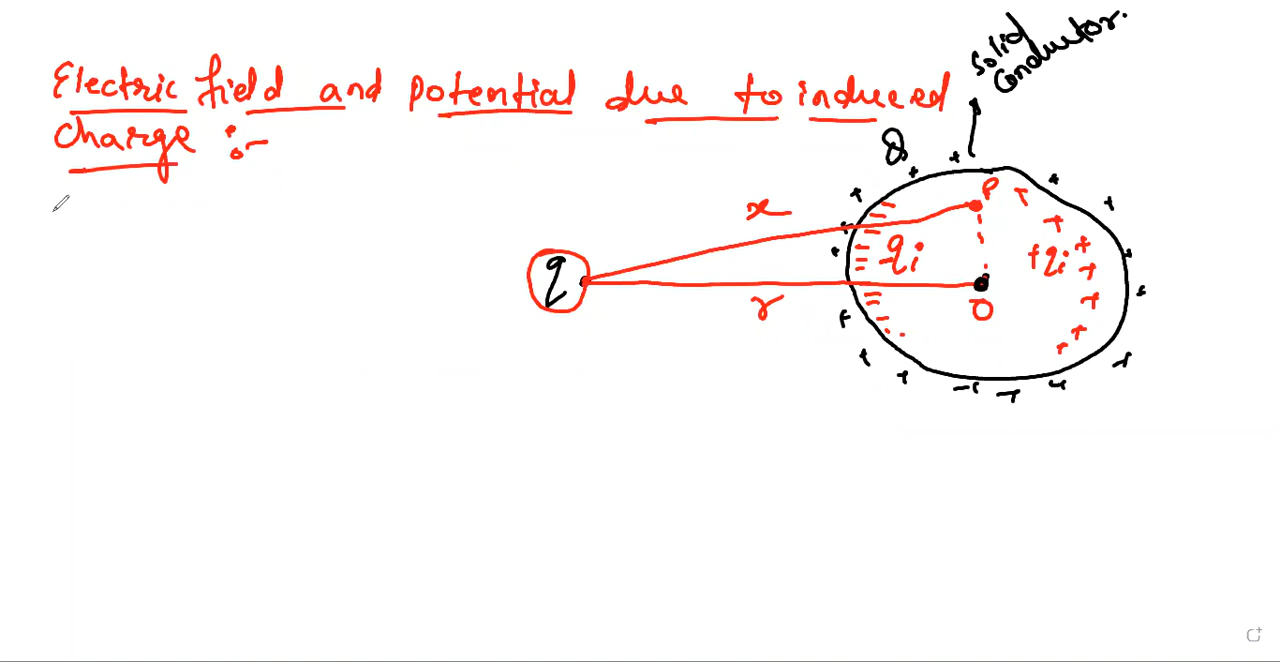 Electric field and potential due to induced
charge :-
solid
conductor.
Q
P
x
q
-qi
+qi
r
O